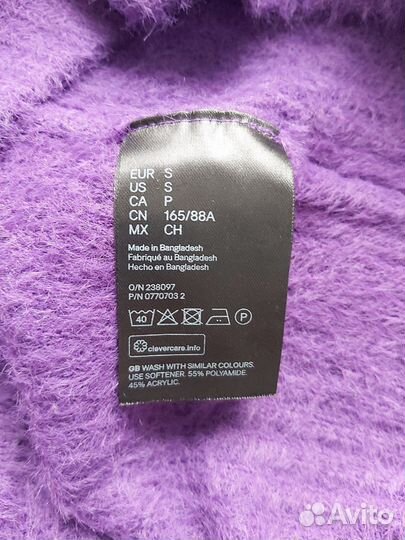 EUR S
US S
CA P
CN 165/88A
MX CH
Made in Bangladesh
Fabriqué au Bangladesh
Hecho en Bangladesh
O/N 238097
P/N 0770703 2
40 P
clevercare.info
GB WASH WITH SIMILAR COLOURS.
USE SOFTENER. 55% POLYAMIDE.
45% ACRYLIC.
Avito